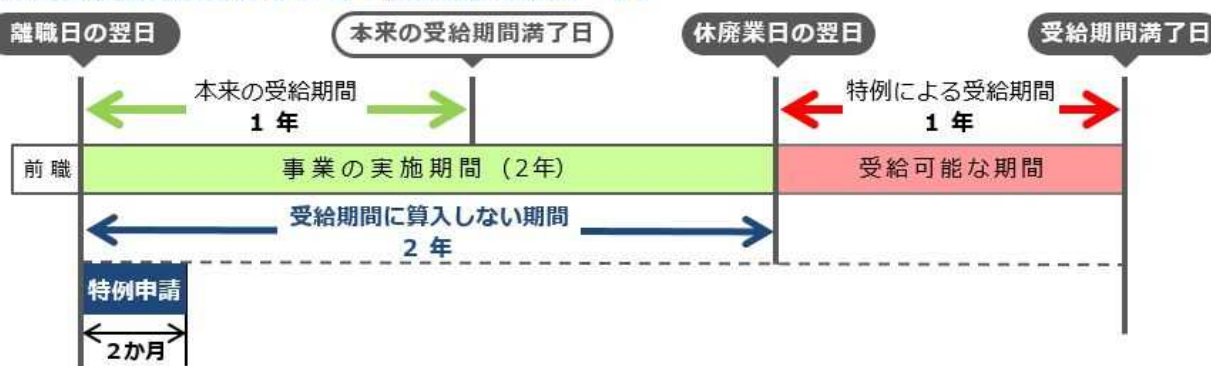 離職日の翌日
本来の受給期間満了日
休廃業日の翌日
受給期間満了日
本来の受給期間
1 年
特例による受給期間
1 年
前職
事業の実施期間 (2年)
受給可能な期間
受給期間に算入しない期間
2 年
特例申請
2か月